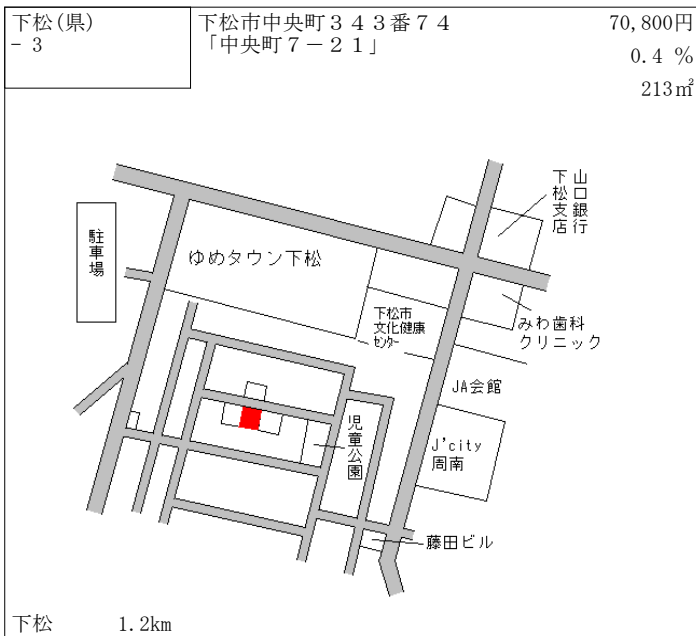 下松(県)
－3
下松市中央町３４３番７４
「中央町７－２１」
70,800円
0.4 %
213㎡
山口銀行
下松支店
駐車場
ゆめタウン下松
下松市
文化健康
ｾﾝﾀｰ
みわ歯科
クリニック
JA会館
児童公園
J'city
周南
藤田ビル
下松 1.2km